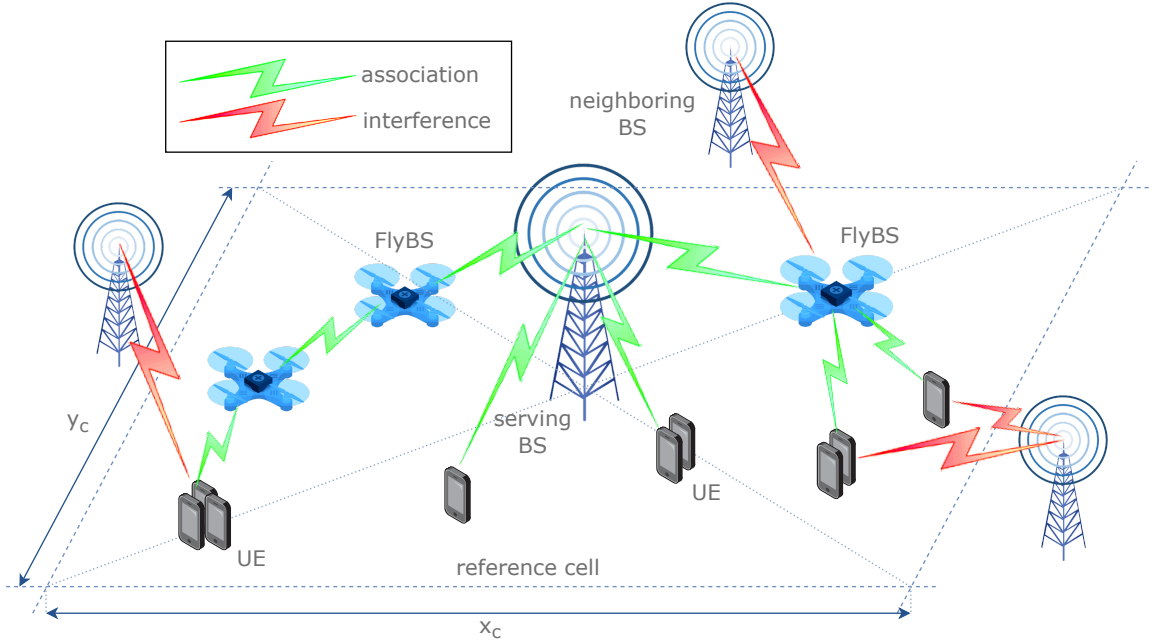 association
interference
neighboring
BS
FlyBS
FlyBS
y_c
serving
BS
UE
UE
reference cell
x_c